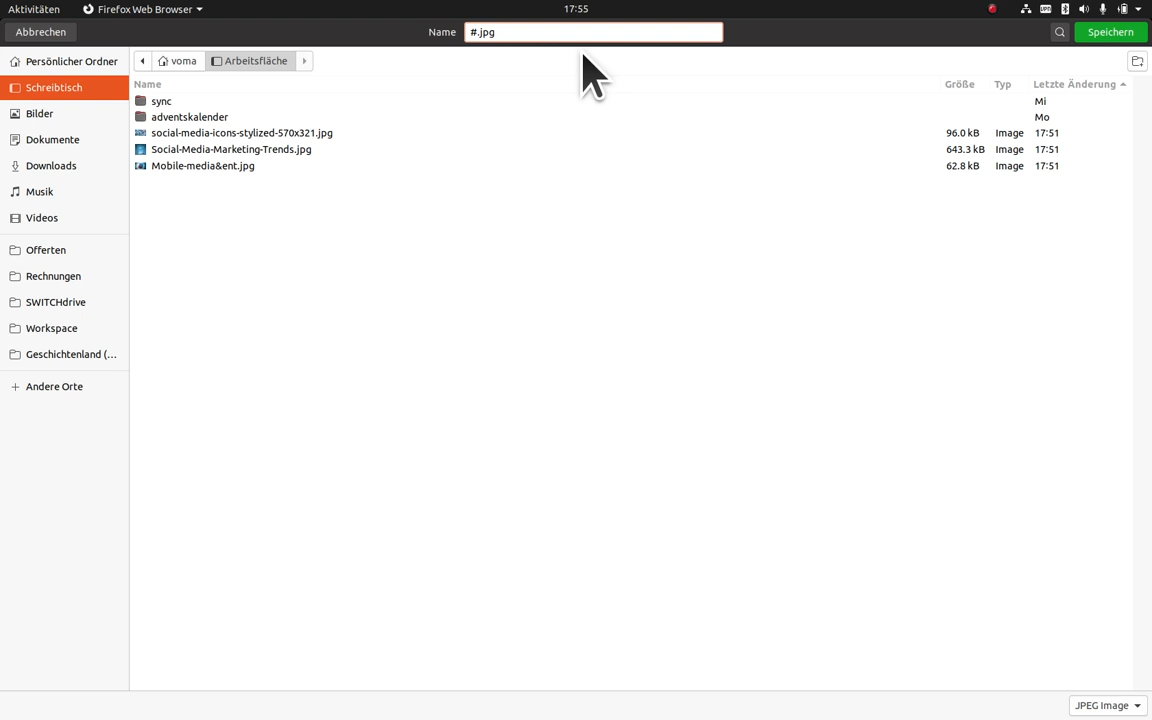 Aktivitäten Firefox Web Browser 17:55
Abbrechen Name #.jpg Speichern
Persönlicher Ordner voma Arbeitsfläche
Schreibtisch Name Größe Typ Letzte Änderung
sync Mi
Bilder adventskalender Mo
Dokumente social-media-icons-stylized-570x321.jpg 96.0 kB Image 17:51
Social-Media-Marketing-Trends.jpg 643.3 kB Image 17:51
Downloads Mobile-media&ent.jpg 62.8 kB Image 17:51
Musik
Videos
Offerten
Rechnungen
SWITCHdrive
Workspace
Geschichtenland (...
Andere Orte
JPEG Image